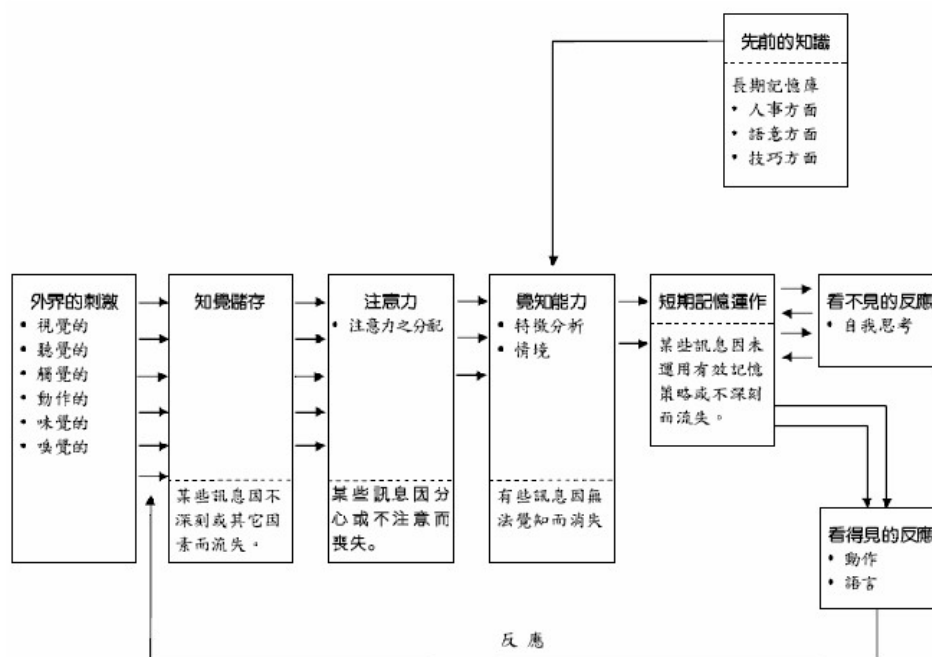 先前的知識
長期記憶庫
• 人事方面
• 語意方面
• 技巧方面
外界的刺激
• 視覺的
• 聽覺的
• 觸覺的
• 動作的
• 味覺的
• 嗅覺的
知覺儲存
某些訊息因不
深刻或其它因
素而流失。
注意力
• 注意力之分配
某些訊息因分
心或不注意而
喪失。
覺知能力
• 特徵分析
• 情境
有些訊息因無
法覺知而消失
短期記憶運作
某些訊息因未
運用有效記憶
策略或不深刻
而流失。
看不見的反應
• 自我思考
看得見的反應
• 動作
• 語言
反應